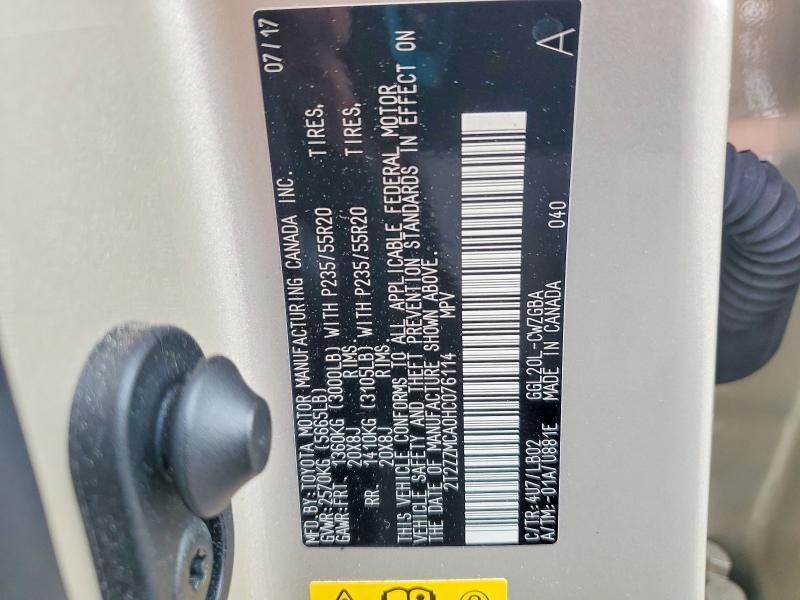 MFD.BY:TOYOTA MOTOR MANUFACTURING CANADA INC. 07/17
GVWR:2570KG (5665LB)
GAWR:FRT 1360KG (3000LB) WITH P235/55R20 TIRES,
20X8J RIMS
RR 1410KG (3105LB) WITH P235/55R20 TIRES,
20X8J RIMS
THIS VEHICLE CONFORMS TO ALL APPLICABLE FEDERAL MOTOR
VEHICLE SAFETY AND THEFT PREVENTION STANDARDS IN EFFECT ON
THE DATE OF MANUFACTURE SHOWN ABOVE.
2T2ZZMCA0HC076114 MPV
C/TR:4U7/LB02 GGL20L-CWZGBA 040
A/TM:-01A/U881E MADE IN CANADA A